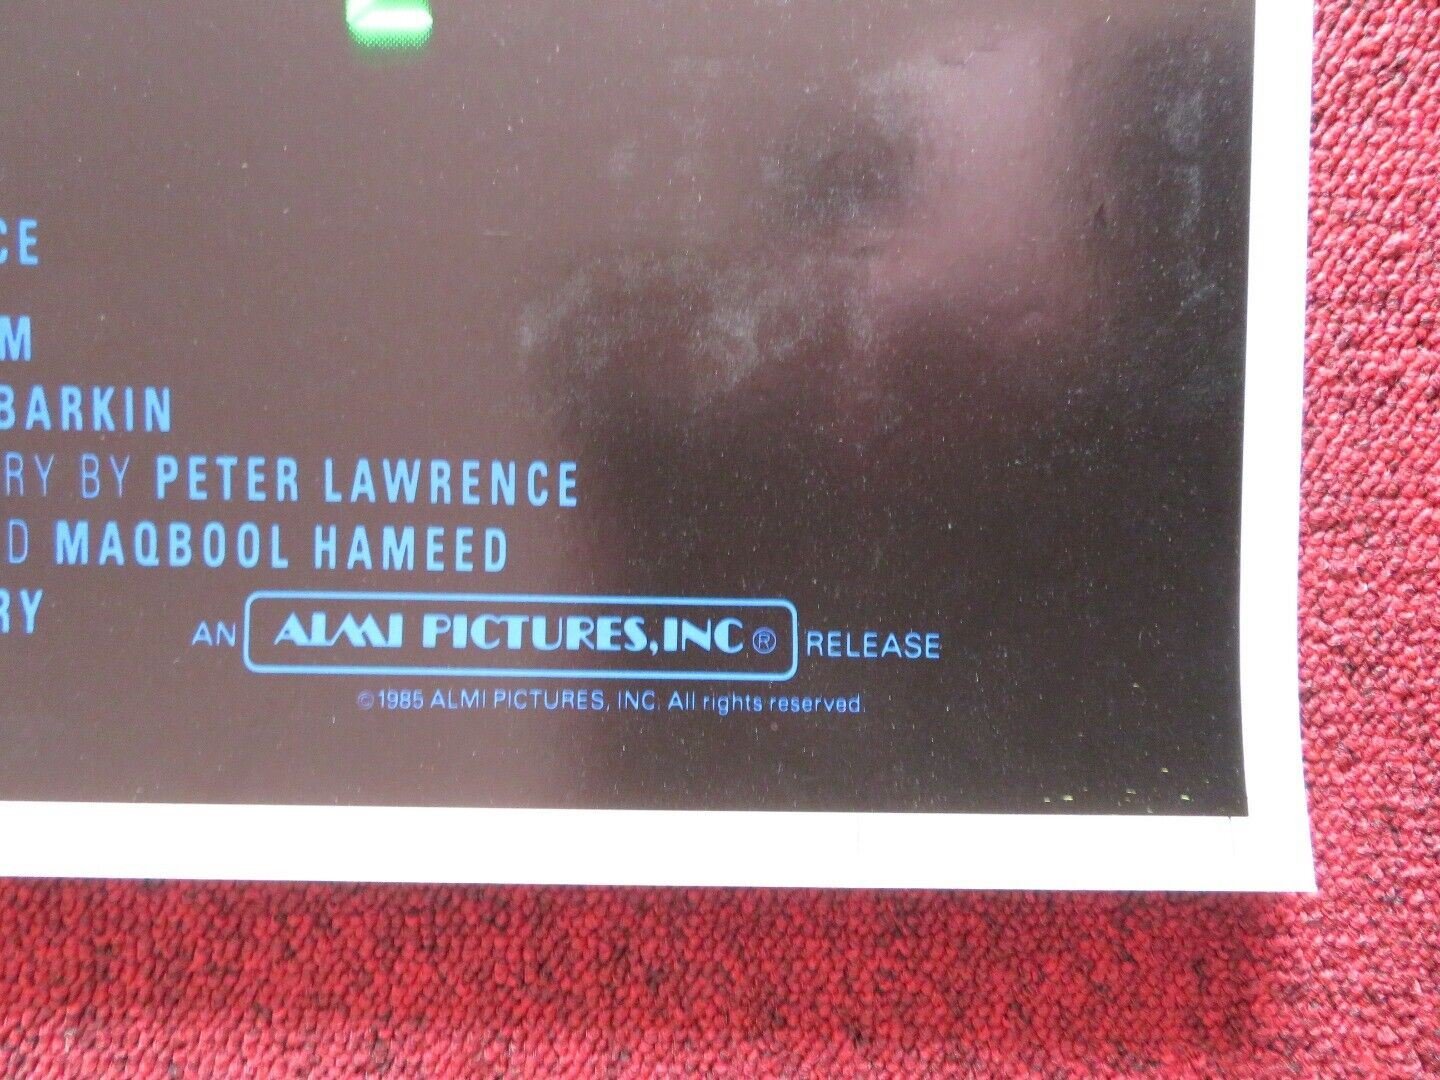 CE
M
BARKIN
RY BY PETER LAWRENCE
D MAQBOOL HAMEED
RY
AN ALMI PICTURES, INC ® RELEASE
©1985 ALMI PICTURES, INC. All rights reserved.